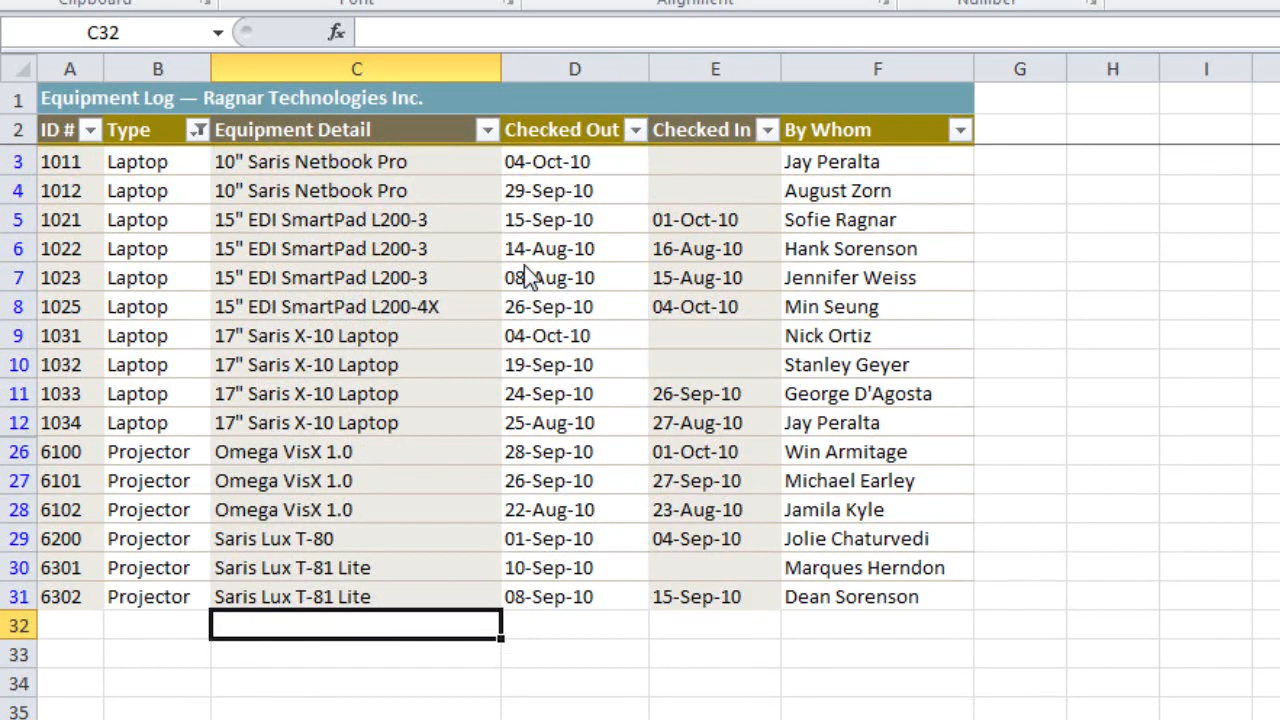 Clipboard Font Alignment Number
C32 fx
A B C D E F G H I
1 Equipment Log — Ragnar Technologies Inc.
2 ID # Type Equipment Detail Checked Out Checked In By Whom
3 1011 Laptop 10" Saris Netbook Pro 04-Oct-10 Jay Peralta
4 1012 Laptop 10" Saris Netbook Pro 29-Sep-10 August Zorn
5 1021 Laptop 15" EDI SmartPad L200-3 15-Sep-10 01-Oct-10 Sofie Ragnar
6 1022 Laptop 15" EDI SmartPad L200-3 14-Aug-10 16-Aug-10 Hank Sorenson
7 1023 Laptop 15" EDI SmartPad L200-3 08-Aug-10 15-Aug-10 Jennifer Weiss
8 1025 Laptop 15" EDI SmartPad L200-4X 26-Sep-10 04-Oct-10 Min Seung
9 1031 Laptop 17" Saris X-10 Laptop 04-Oct-10 Nick Ortiz
10 1032 Laptop 17" Saris X-10 Laptop 19-Sep-10 Stanley Geyer
11 1033 Laptop 17" Saris X-10 Laptop 24-Sep-10 26-Sep-10 George D'Agosta
12 1034 Laptop 17" Saris X-10 Laptop 25-Aug-10 27-Aug-10 Jay Peralta
26 6100 Projector Omega VisX 1.0 28-Sep-10 01-Oct-10 Win Armitage
27 6101 Projector Omega VisX 1.0 26-Sep-10 27-Sep-10 Michael Earley
28 6102 Projector Omega VisX 1.0 22-Aug-10 23-Aug-10 Jamila Kyle
29 6200 Projector Saris Lux T-80 01-Sep-10 04-Sep-10 Jolie Chaturvedi
30 6301 Projector Saris Lux T-81 Lite 10-Sep-10 Marques Herndon
31 6302 Projector Saris Lux T-81 Lite 08-Sep-10 15-Sep-10 Dean Sorenson
32
33
34
35